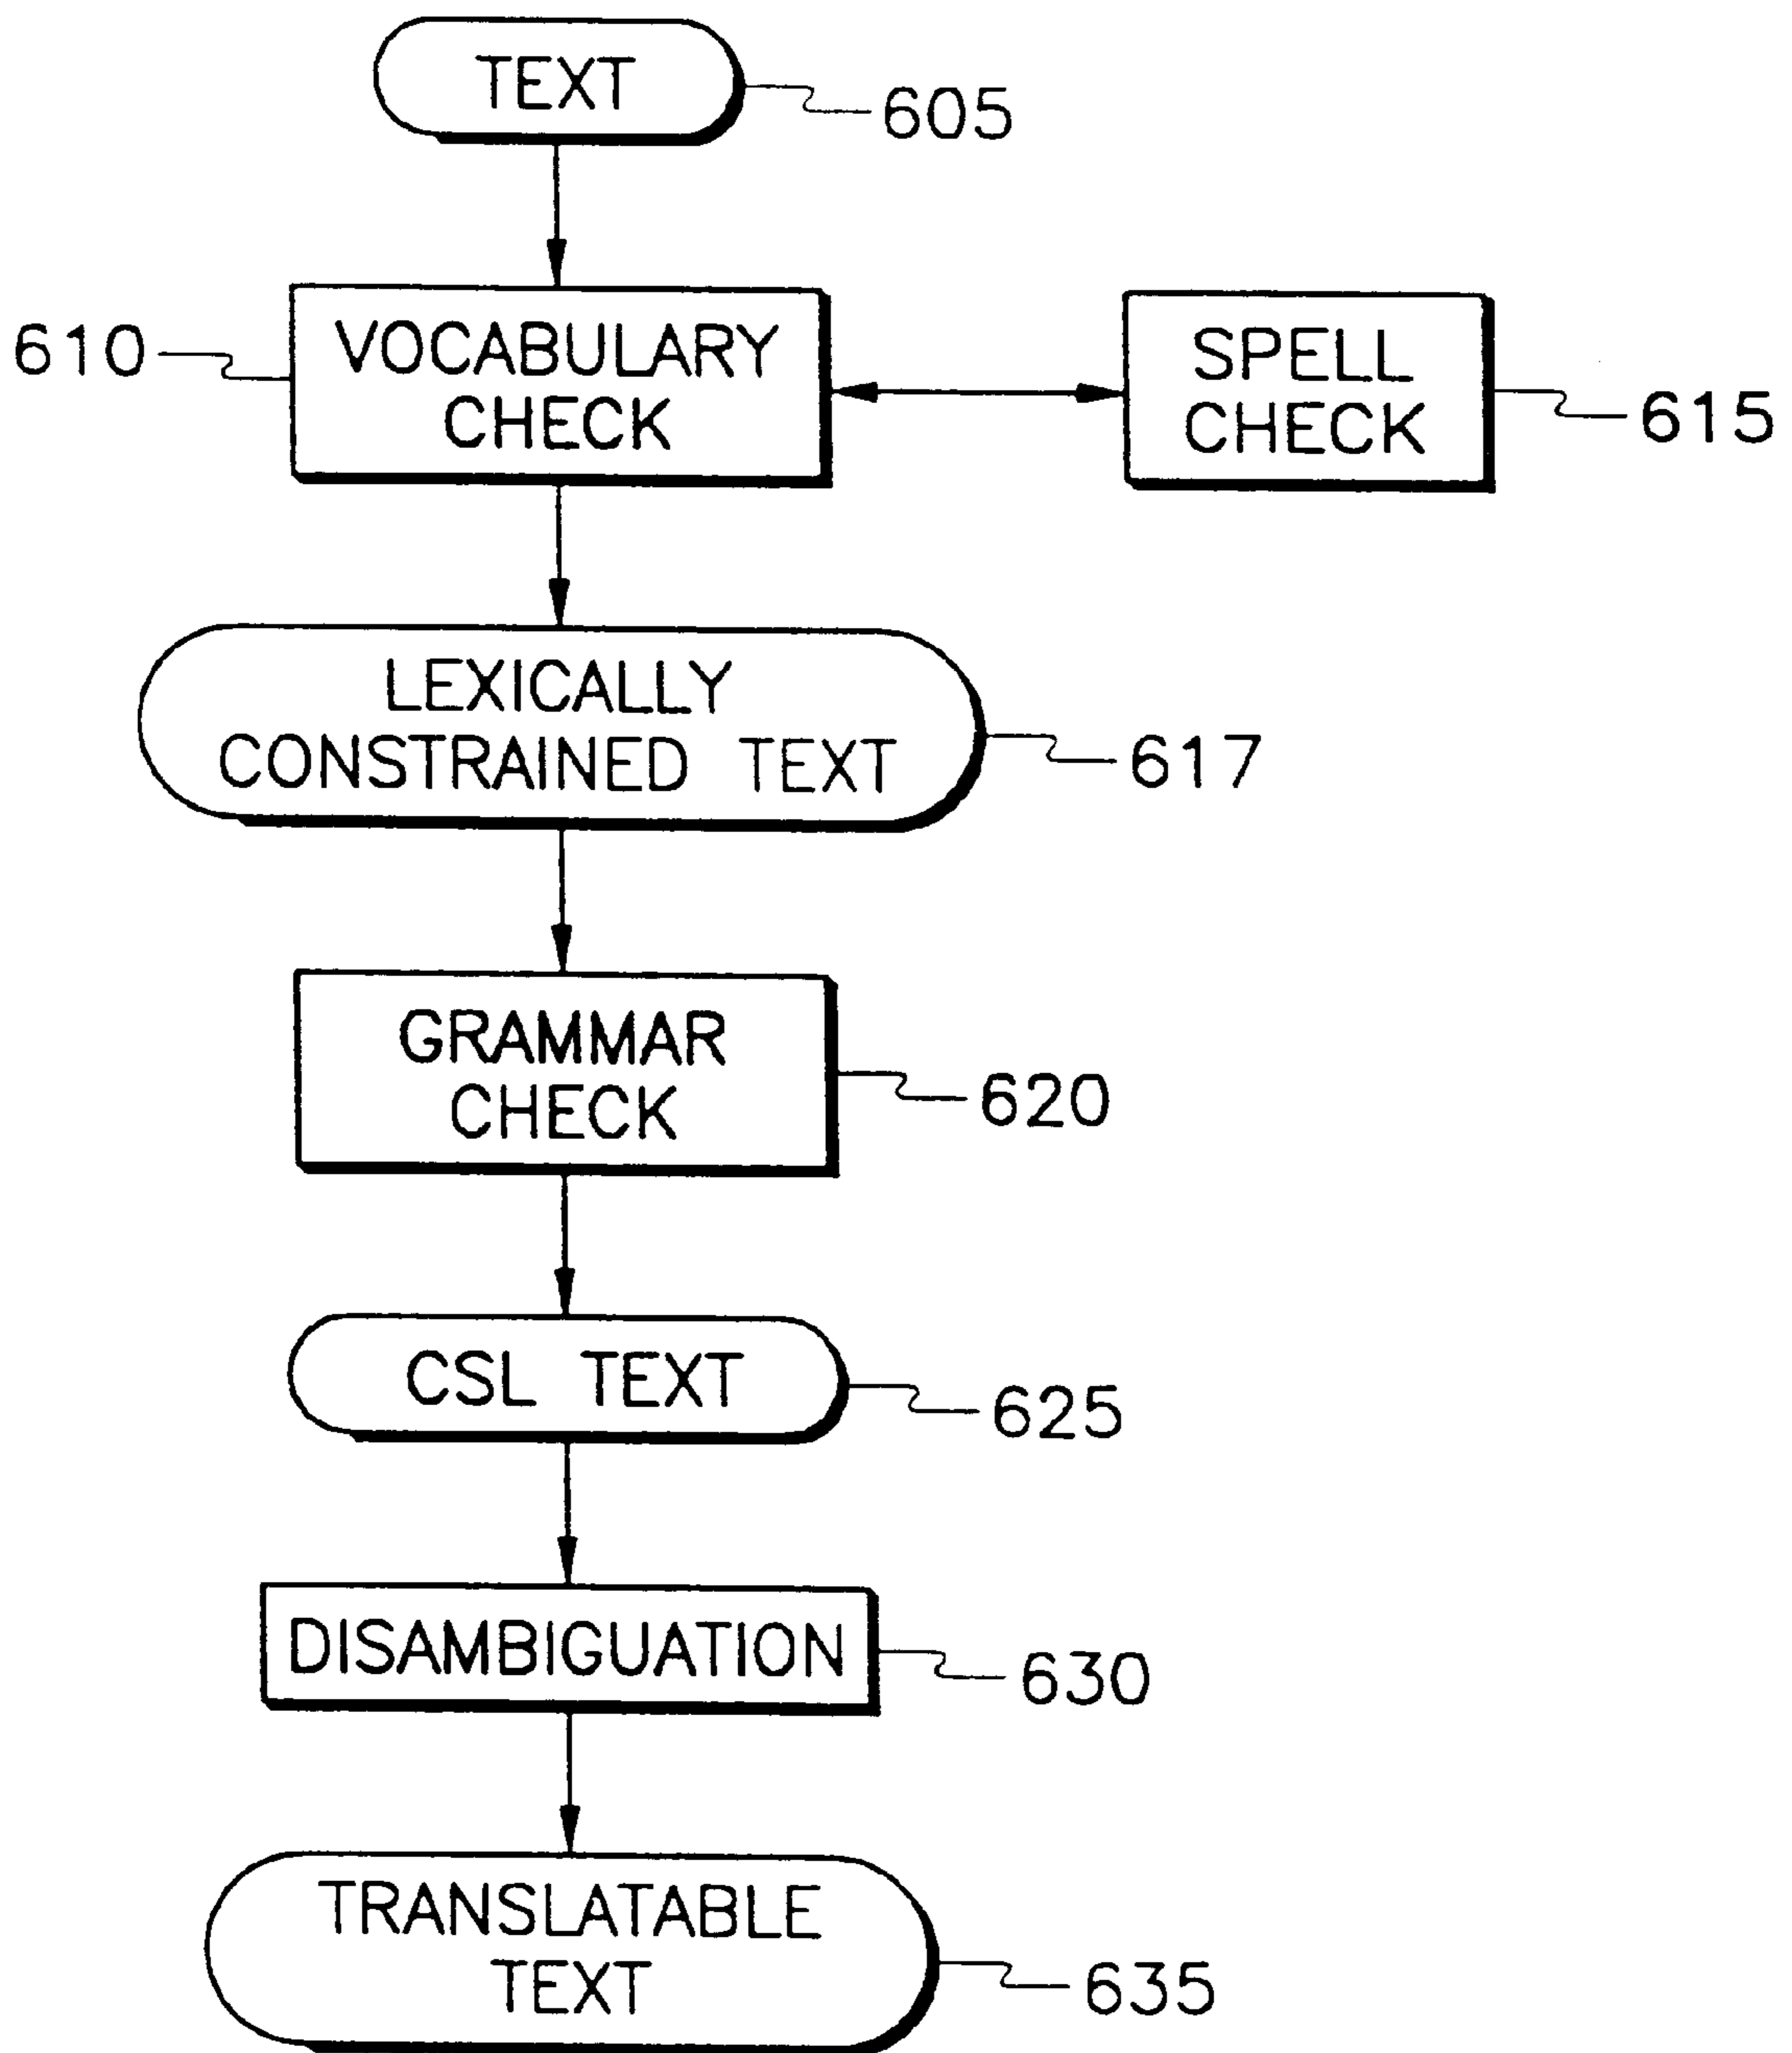 TEXT
605
610
VOCABULARY
CHECK
SPELL
CHECK
615
LEXICALLY
CONSTRAINED TEXT
617
GRAMMAR
CHECK
620
CSL TEXT
625
DISAMBIGUATION
630
TRANSLATABLE
TEXT
635